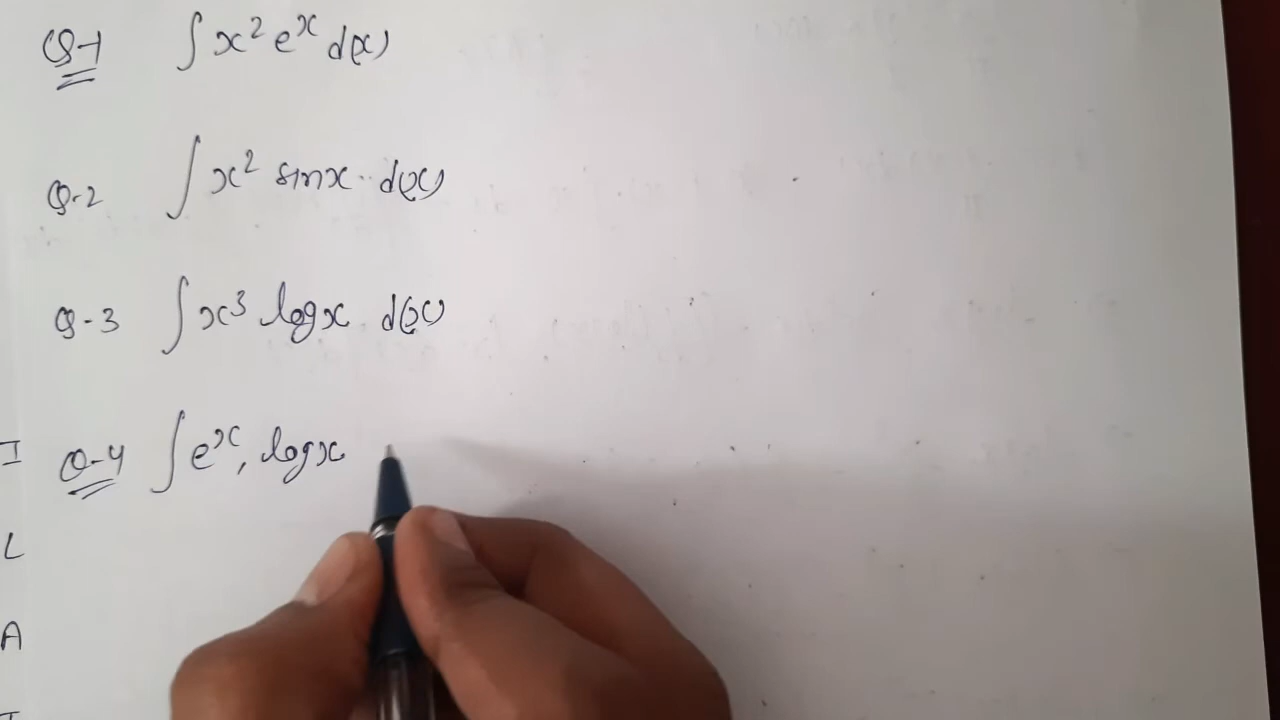 Q-1 ∫ x² eˣ d(x)
Q-2 ∫ x² sinx. d(x)
Q-3 ∫ x³ logx d(x)
I Q-4 ∫ eˣ, logx
L
A